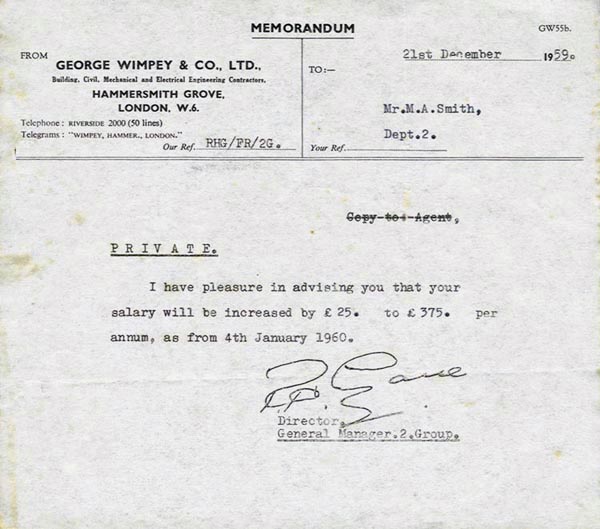 MEMORANDUM
GW55b.
FROM
GEORGE WIMPEY & CO., LTD.,
Building, Civil, Mechanical and Electrical Engineering Contractors,
HAMMERSMITH GROVE,
LONDON, W.6.
Telephone : RIVERSIDE 2000 (50 lines)
Telegrams : "WIMPEY, HAMMER., LONDON."
Our Ref. RHG/PR/2G.
21st December 1959.
TO:—
Mr.M.A.Smith,
Dept.2.
Your Ref.
Copy to: Agent,
PRIVATE.
I have pleasure in advising you that your
salary will be increased by £ 25. to £ 375. per
annum, as from 4th January 1960.
Director,
General Manager.2.Group.